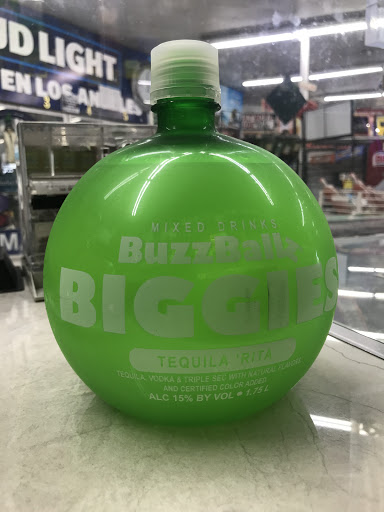 UD LIGHT
EN LOS ANGELES
MIXED DRINKS
BuzzBallz
BIGGIES
TEQUILA 'RITA
TEQUILA, VODKA & TRIPLE SEC WITH NATURAL FLAVORS
AND CERTIFIED COLOR ADDED
ALC 15% BY VOL • 1.75 L